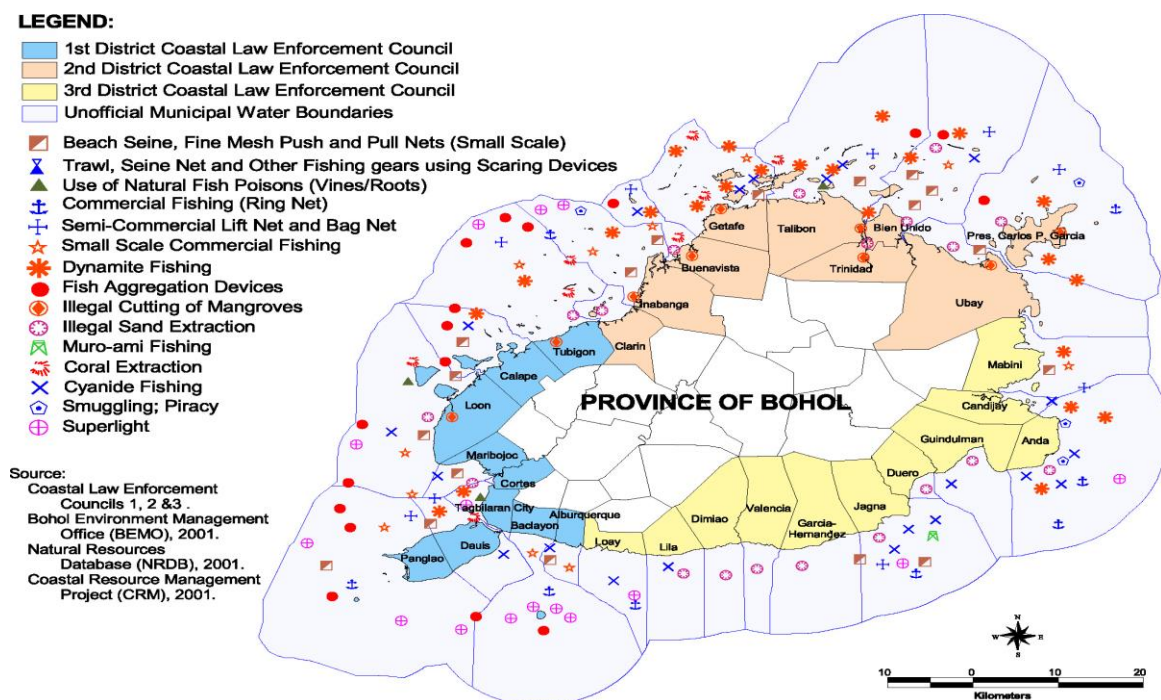 LEGEND:
1st District Coastal Law Enforcement Council
2nd District Coastal Law Enforcement Council
3rd District Coastal Law Enforcement Council
Unofficial Municipal Water Boundaries
Beach Seine, Fine Mesh Push and Pull Nets (Small Scale)
Trawl, Seine Net and Other Fishing gears using Scaring Devices
Use of Natural Fish Poisons (Vines/Roots)
Commercial Fishing (Ring Net)
Semi-Commercial Lift Net and Bag Net
Small Scale Commercial Fishing
Dynamite Fishing
Fish Aggregation Devices
Illegal Cutting of Mangroves
Illegal Sand Extraction
Muro-ami Fishing
Coral Extraction
Cyanide Fishing
Smuggling; Piracy
Superlight
Source:
Coastal Law Enforcement
Councils 1, 2 &3 .
Bohol Environment Management
Office (BEMO), 2001.
Natural Resources
Database (NRDB), 2001.
Coastal Resource Management
Project (CRM), 2001.
Getafe
Talibon
Bien Unido
Pres. Carlos P. Garcia
Buenavista
Trinidad
Inabanga
Ubay
Tubigon
Clarin
Calape
Mabini
Loon
PROVINCE OF BOHOL
Candijay
Guindulman
Anda
Maribojoc
Duero
Cortes
Tagbilaran City
Alburquerque
Baclayon
Dimiao
Valencia
Garcia-
Hernandez
Jagna
Panglao
Dauis
Loay
Lila
N
W
E
S
10
0
10
20
Kilometers